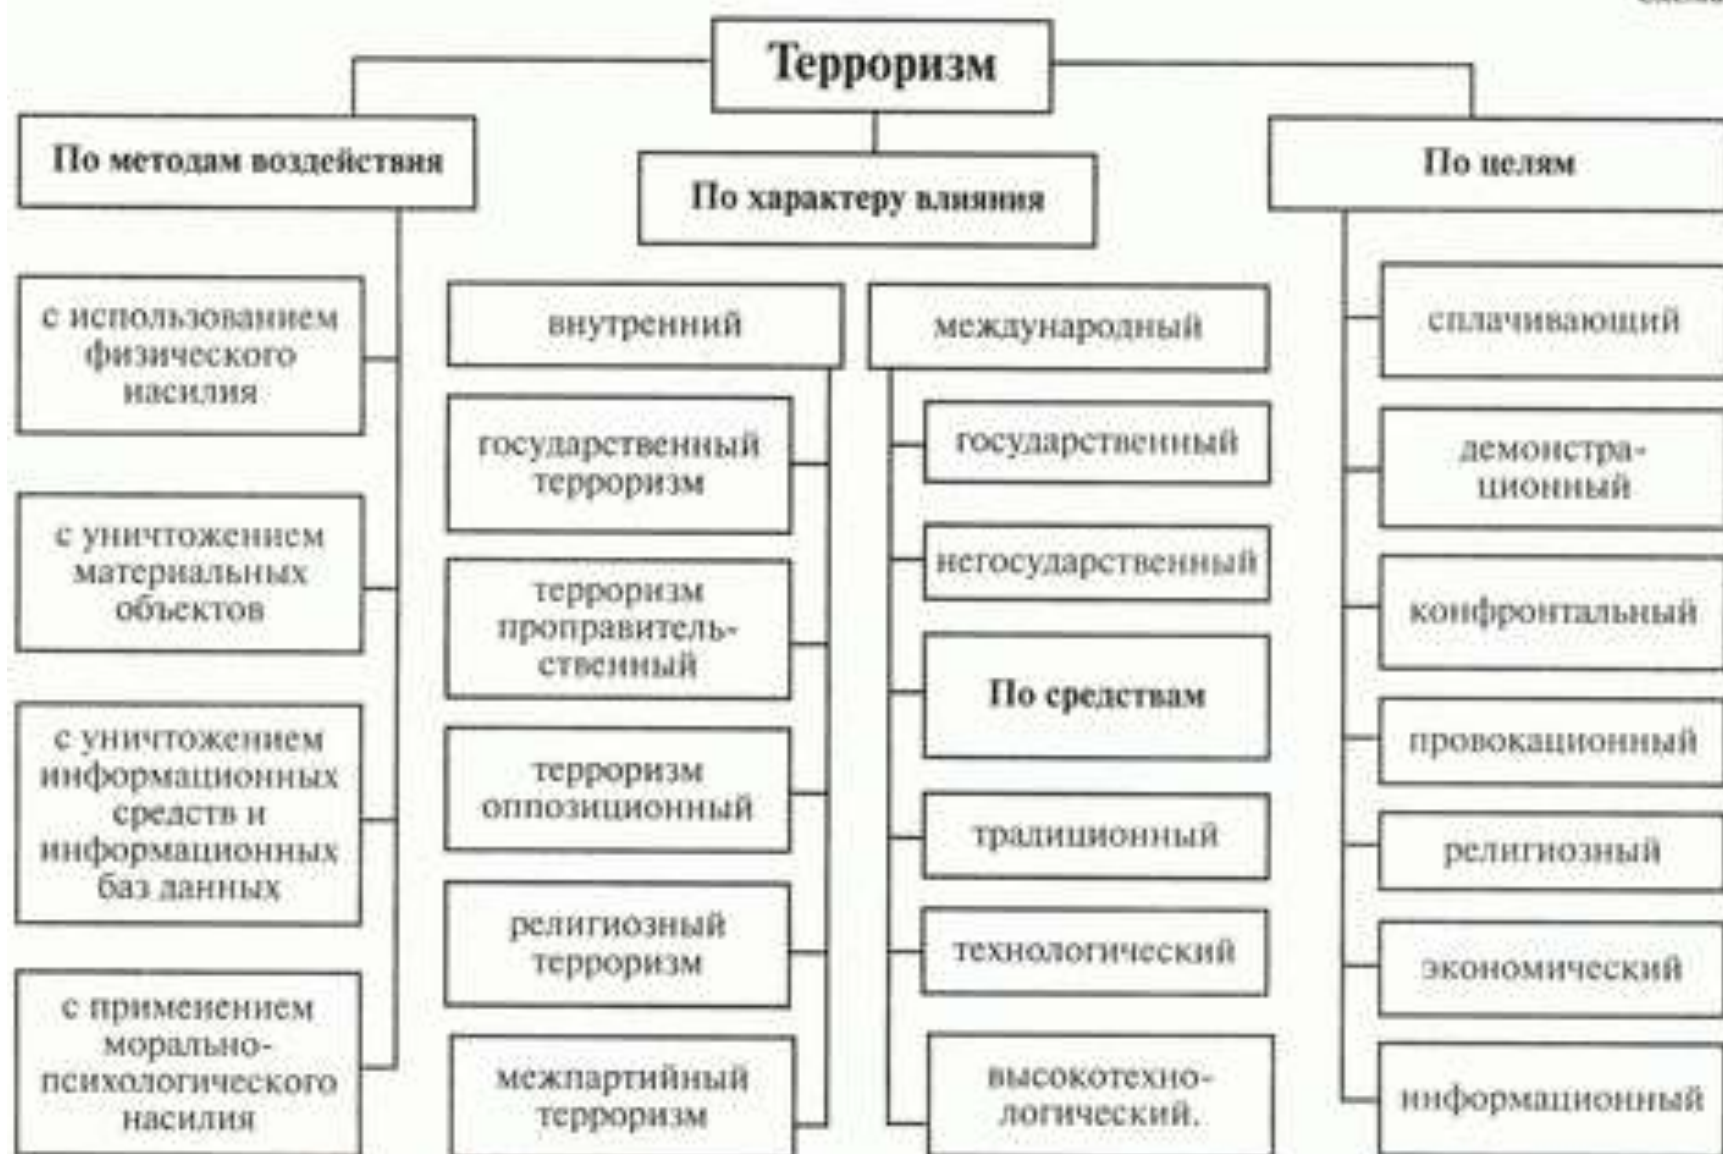 Терроризм
По методам воздействия
По характеру влияния
По целям
с использованием
физического
насилия
с уничтожением
материальных
объектов
с уничтожением
информационных
средств и
информационных
баз данных
с применением
морально-
психологического
насилия
внутренний
государственный
терроризм
терроризм
проправитель-
ственный
терроризм
оппозиционный
религиозный
терроризм
межпартийный
терроризм
международный
государственный
негосударственный
По средствам
традиционный
технологический
высокотехно-
логический.
сплачивающий
демонстра-
ционный
конфронтальный
провокационный
религиозный
экономический
информационный